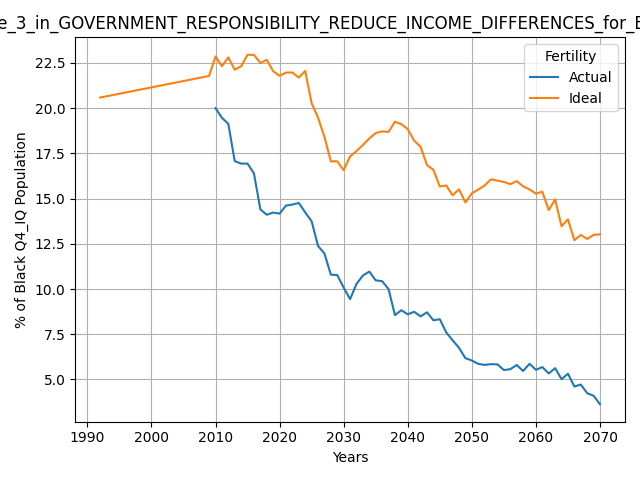 e_3_in_GOVERNMENT_RESPONSIBILITY_REDUCE_INCOME_DIFFERENCES_for_B
Fertility
Actual
Ideal
% of Black Q4_IQ Population
22.5
20.0
17.5
15.0
12.5
10.0
7.5
5.0
1990 2000 2010 2020 2030 2040 2050 2060 2070
Years